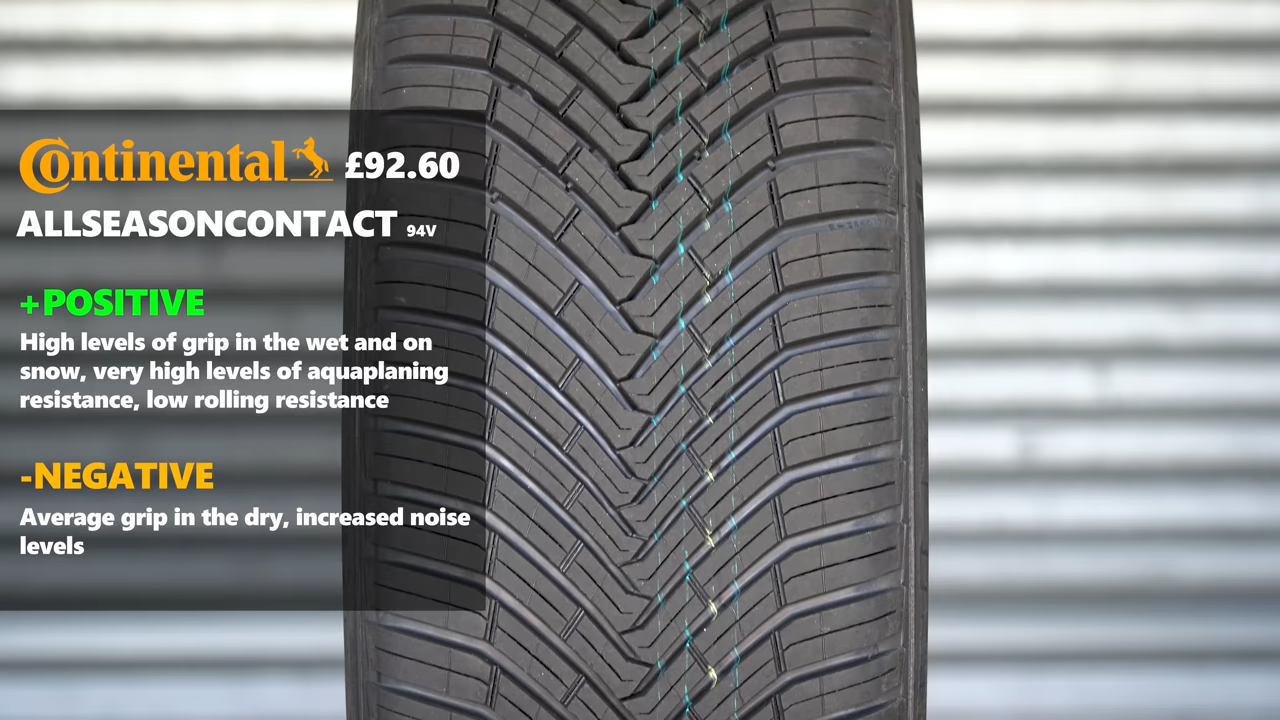 Continental £92.60
ALLSEASONCONTACT 94V
+POSITIVE
High levels of grip in the wet and on
snow, very high levels of aquaplaning
resistance, low rolling resistance
-NEGATIVE
Average grip in the dry, increased noise
levels